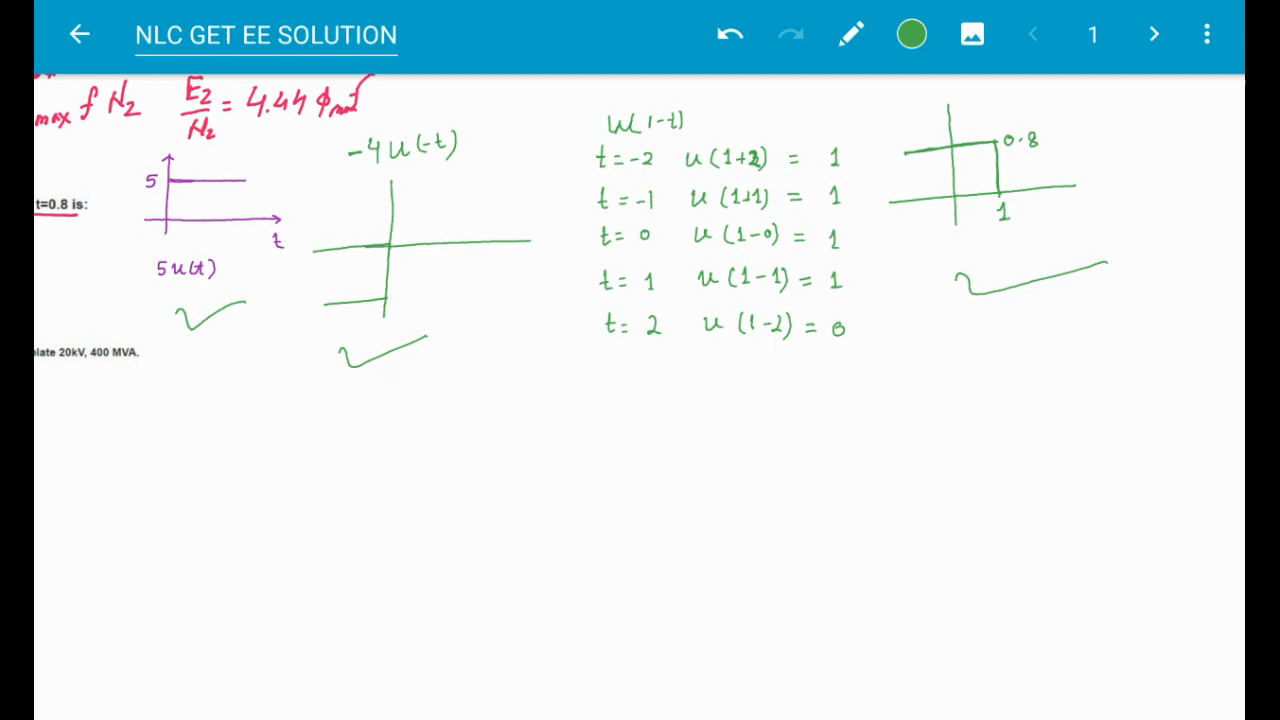 NLC GET EE SOLUTION
1
max f N₂ E₂/N₂ = 4.44 ϕ
-4u(-t)
5
t
5u(t)
t=0.8 is:
u(1-t)
t=-2 u(1+2) = 1
t=-1 u(1+1) = 1
t= 0 u(1-0) = 1
t= 1 u(1-1) = 1
t= 2 u(1-2) = 0
0.8
1
plate 20kV, 400 MVA.